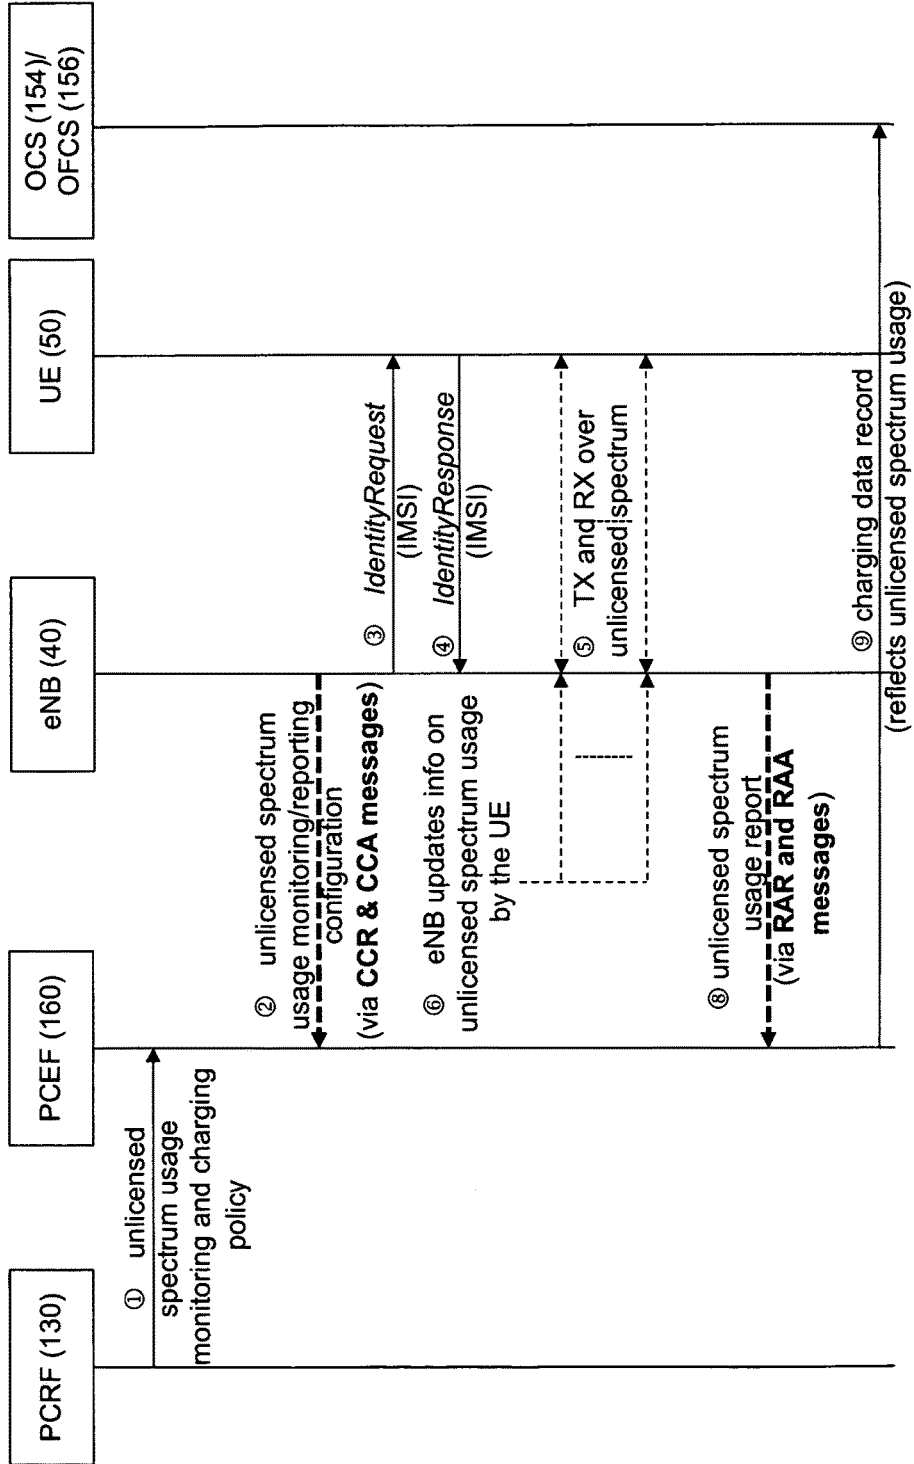 PCRF (130)
PCEF (160)
eNB (40)
UE (50)
OCS (154)/
OFCS (156)
① unlicensed
spectrum usage
monitoring and charging
policy
② unlicensed spectrum
usage monitoring/reporting
configuration
(via CCR & CCA messages)
③ IdentityRequest
(IMSI)
④ IdentityResponse
(IMSI)
⑤ TX and RX over
unlicensed spectrum
⑥ eNB updates info on
unlicensed spectrum usage
by the UE
⑧ unlicensed spectrum
usage report
(via RAR and RAA
messages)
⑨ charging data record
(reflects unlicensed spectrum usage)